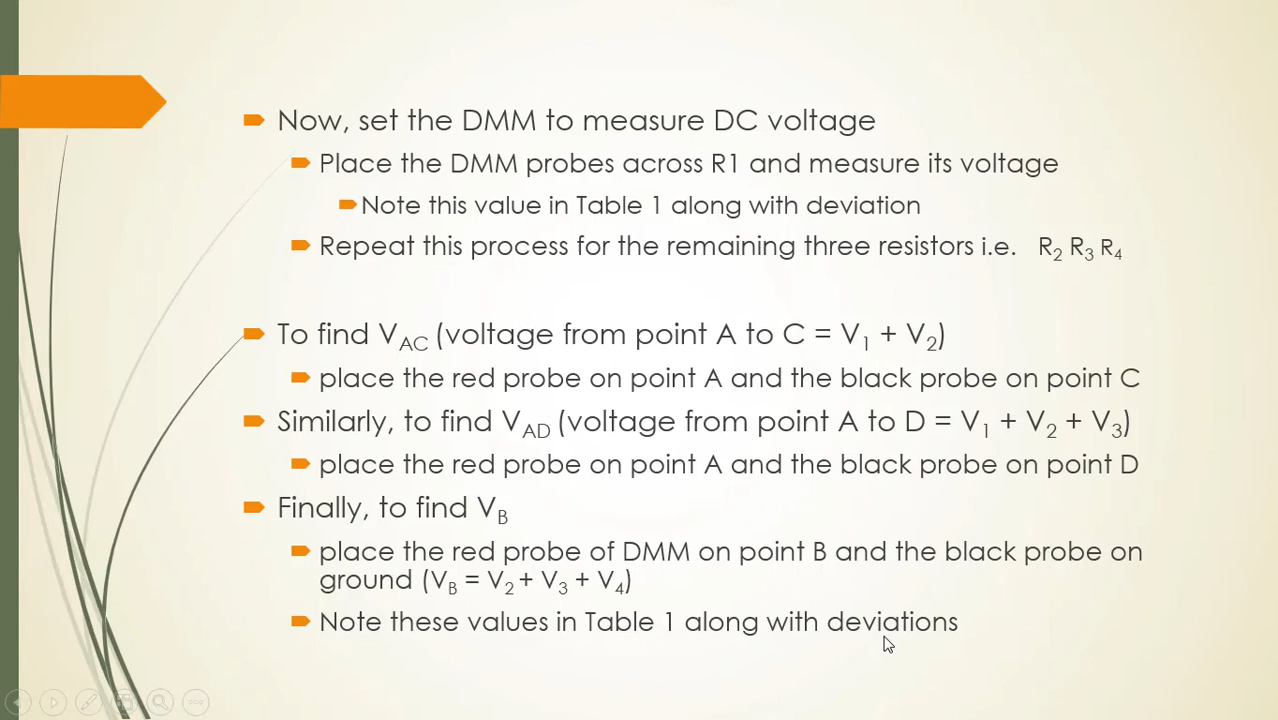 Now, set the DMM to measure DC voltage
Place the DMM probes across R1 and measure its voltage
Note this value in Table 1 along with deviation
Repeat this process for the remaining three resistors i.e. R₂ R₃ R₄
To find V_AC (voltage from point A to C = V₁ + V₂)
place the red probe on point A and the black probe on point C
Similarly, to find V_AD (voltage from point A to D = V₁ + V₂ + V₃)
place the red probe on point A and the black probe on point D
Finally, to find V_B
place the red probe of DMM on point B and the black probe on
ground (V_B = V₂ + V₃ + V₄)
Note these values in Table 1 along with deviations